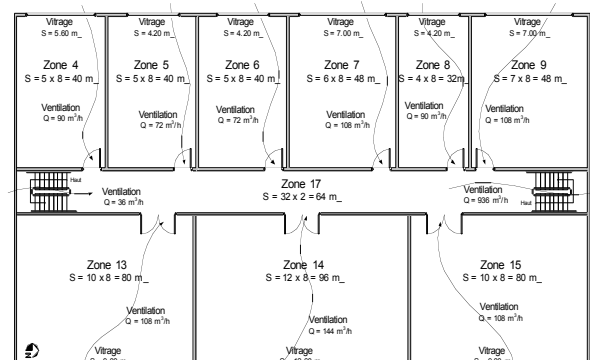 Vitrage
S = 5.60 m_
Zone 4
S = 5 x 8 = 40 m_
Ventilation
Q = 90 m³/h
Vitrage
S = 4.20 m_
Zone 5
S = 5 x 8 = 40 m_
Ventilation
Q = 72 m³/h
Vitrage
S = 4.20 m_
Zone 6
S = 5 x 8 = 40 m_
Ventilation
Q = 72 m³/h
Vitrage
S = 7.00 m_
Zone 7
S = 6 x 8 = 48 m_
Ventilation
Q = 108 m³/h
Vitrage
S = 4.20 m_
Zone 8
S = 4 x 8 = 32m_
Ventilation
Q = 90 m³/h
Vitrage
S = 7.00 m_
Zone 9
S = 7 x 8 = 48 m_
Ventilation
Q = 108 m³/h
Haut
Ventilation
Q = 36 m³/h
Zone 17
S = 32 x 2 = 64 m_
Ventilation
Q = 936 m³/h
Haut
Zone 13
S = 10 x 8 = 80 m_
Ventilation
Q = 108 m³/h
Vitrage
Zone 14
S = 12 x 8 = 96 m_
Ventilation
Q = 144 m³/h
Vitrage
Zone 15
S = 10 x 8 = 80 m_
Ventilation
Q = 108 m³/h
Vitrage
N